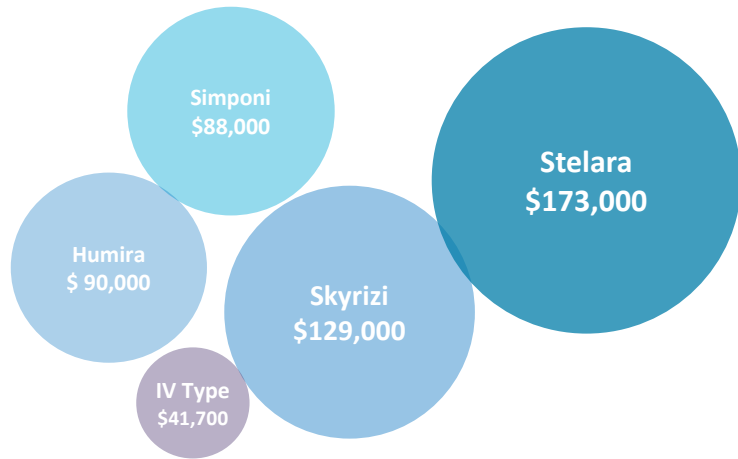 Simponi
$88,000
Stelara
$173,000
Humira
$ 90,000
Skyrizi
$129,000
IV Type
$41,700